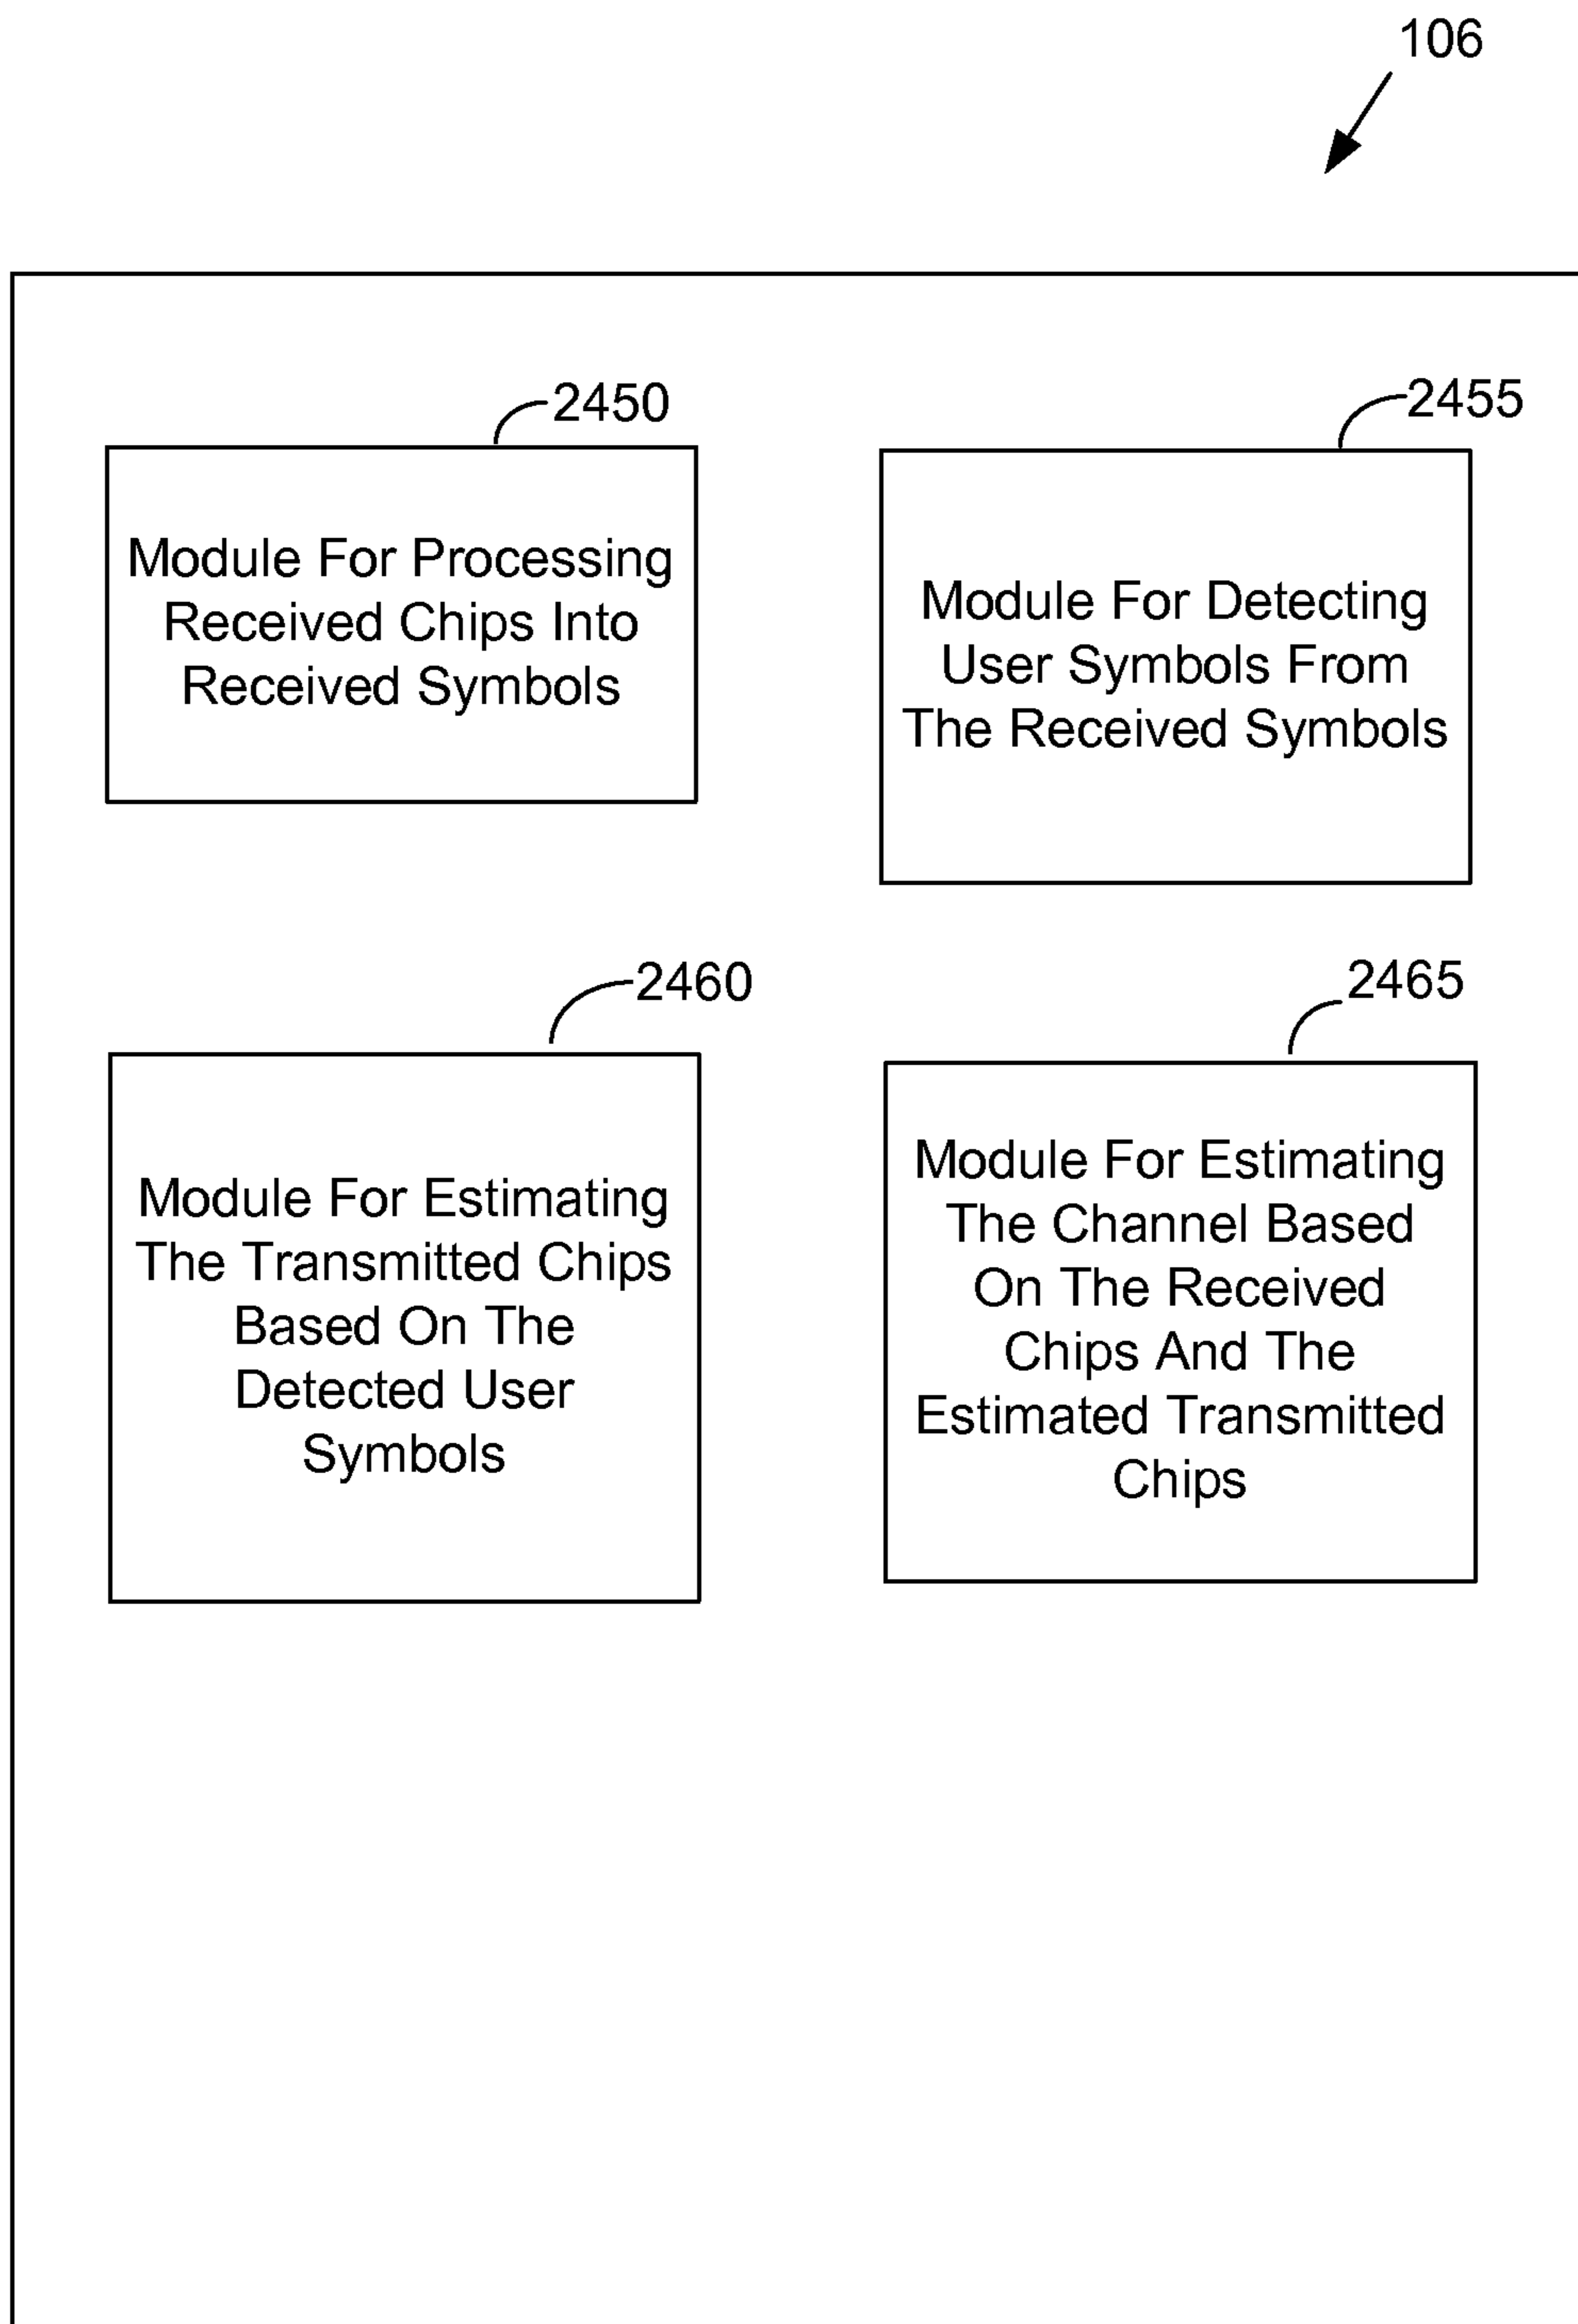 106
2450
Module For Processing
Received Chips Into
Received Symbols
2455
Module For Detecting
User Symbols From
The Received Symbols
2460
Module For Estimating
The Transmitted Chips
Based On The
Detected User
Symbols
2465
Module For Estimating
The Channel Based
On The Received
Chips And The
Estimated Transmitted
Chips